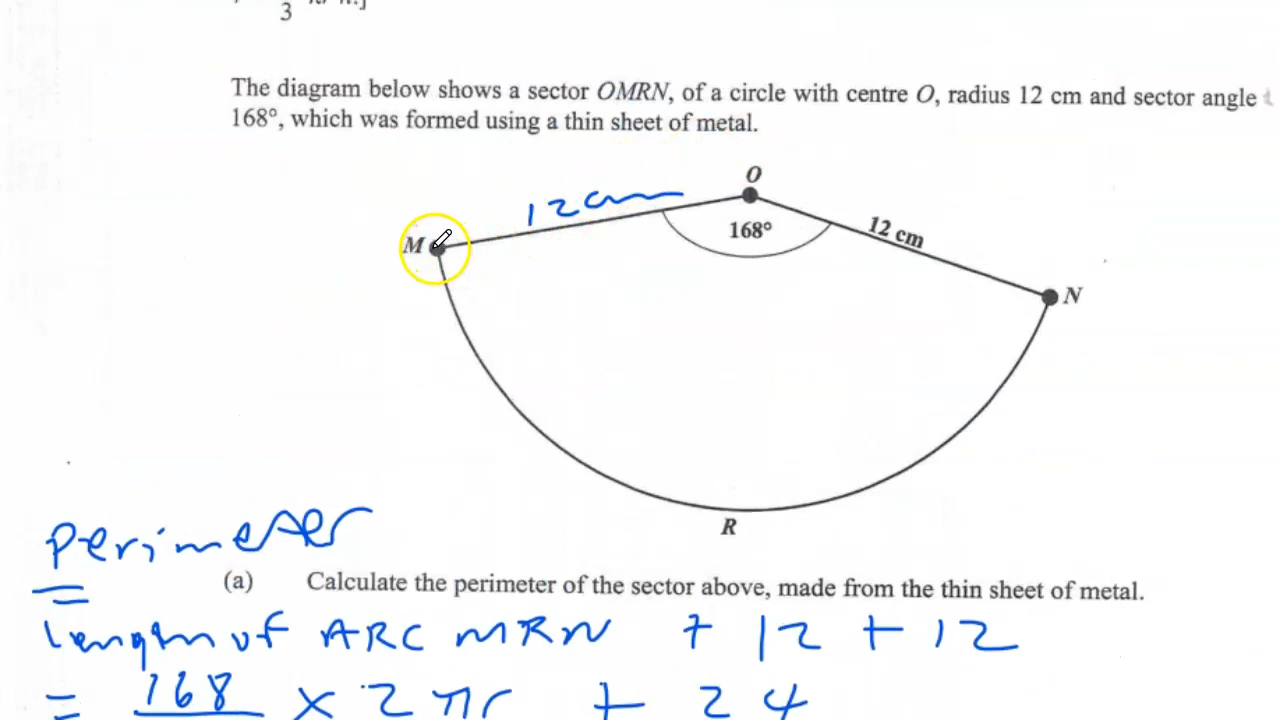 3
The diagram below shows a sector OMRN, of a circle with centre O, radius 12 cm and sector angle
168°, which was formed using a thin sheet of metal.
O
12cm
168°
12 cm
M
N
R
Perimeter
=
(a) Calculate the perimeter of the sector above, made from the thin sheet of metal.
length of ARC MRN + 12 + 12
= 168 × 2πr + 24